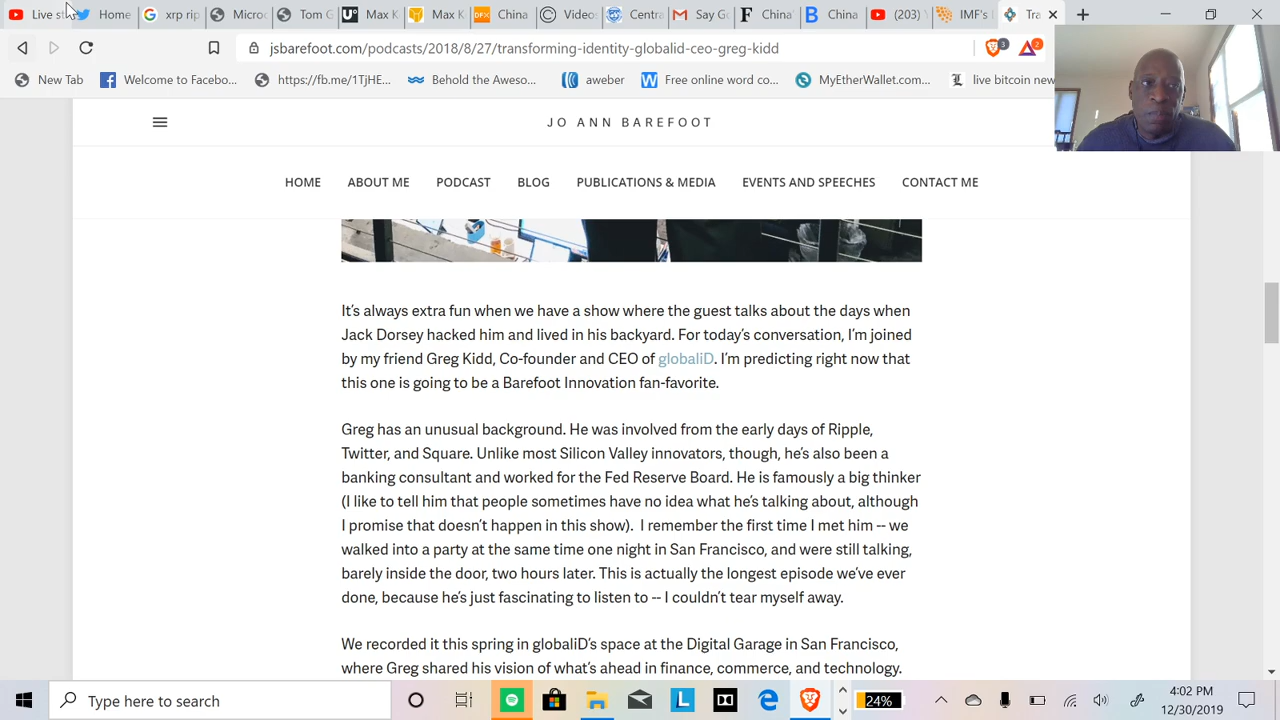 Live st
Home
xrp rip
Microc
Tom G
Max K
Max K
China
Video:
Centra
Say Go
China
China
(203) \
IMF's I
Tra
jsbarefoot.com/podcasts/2018/8/27/transforming-identity-globalid-ceo-greg-kidd
3
2
New Tab
Welcome to Facebo...
https://fb.me/1TjHE...
Behold the Aweso...
aweber
Free online word co...
MyEtherWallet.com...
live bitcoin new
JO ANN BAREFOOT
HOME
ABOUT ME
PODCAST
BLOG
PUBLICATIONS & MEDIA
EVENTS AND SPEECHES
CONTACT ME
It's always extra fun when we have a show where the guest talks about the days when
Jack Dorsey hacked him and lived in his backyard. For today's conversation, I'm joined
by my friend Greg Kidd, Co-founder and CEO of globaliD. I'm predicting right now that
this one is going to be a Barefoot Innovation fan-favorite.
Greg has an unusual background. He was involved from the early days of Ripple,
Twitter, and Square. Unlike most Silicon Valley innovators, though, he's also been a
banking consultant and worked for the Fed Reserve Board. He is famously a big thinker
(I like to tell him that people sometimes have no idea what he's talking about, although
I promise that doesn't happen in this show).  I remember the first time I met him -- we
walked into a party at the same time one night in San Francisco, and were still talking,
barely inside the door, two hours later. This is actually the longest episode we've ever
done, because he's just fascinating to listen to -- I couldn't tear myself away.
We recorded it this spring in globaliD's space at the Digital Garage in San Francisco,
where Greg shared his vision of what's ahead in finance, commerce, and technology.
Type here to search
24%
4:02 PM
12/30/2019